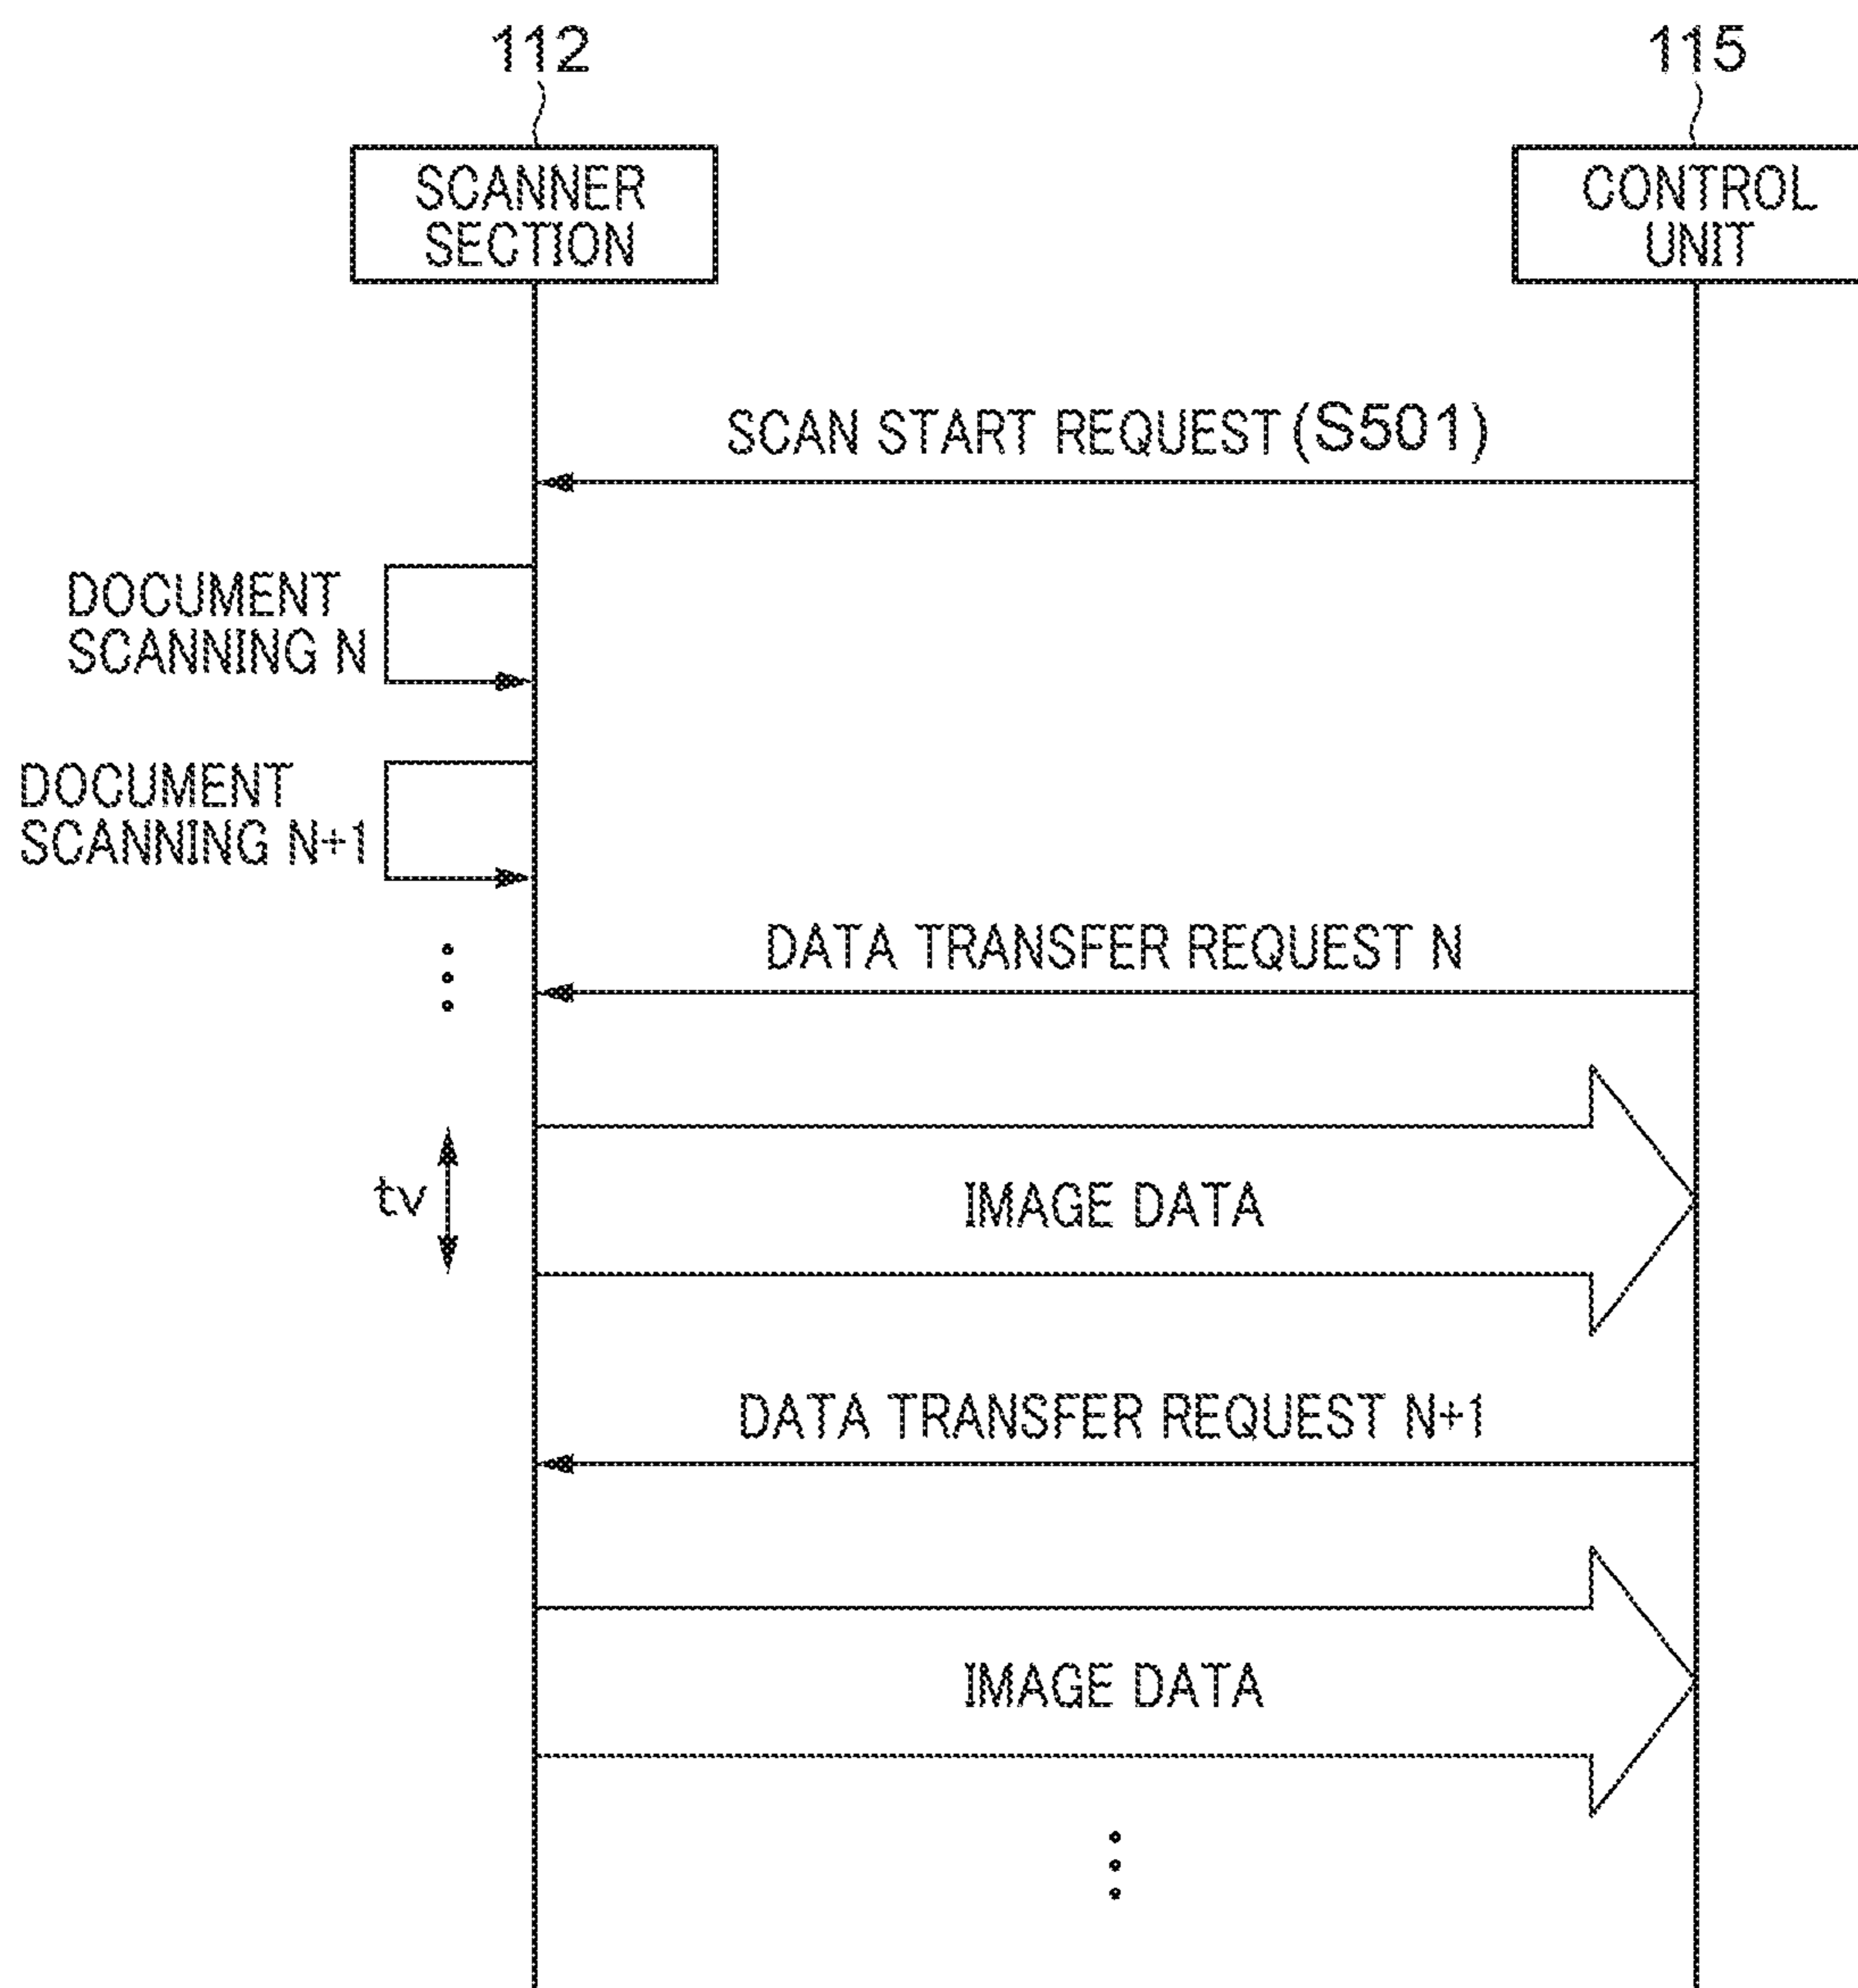 112
115
SCANNER
SECTION
CONTROL
UNIT
SCAN START REQUEST(S501)
DOCUMENT
SCANNING N
DOCUMENT
SCANNING N+1
DATA TRANSFER REQUEST N
tv
IMAGE DATA
DATA TRANSFER REQUEST N+1
IMAGE DATA